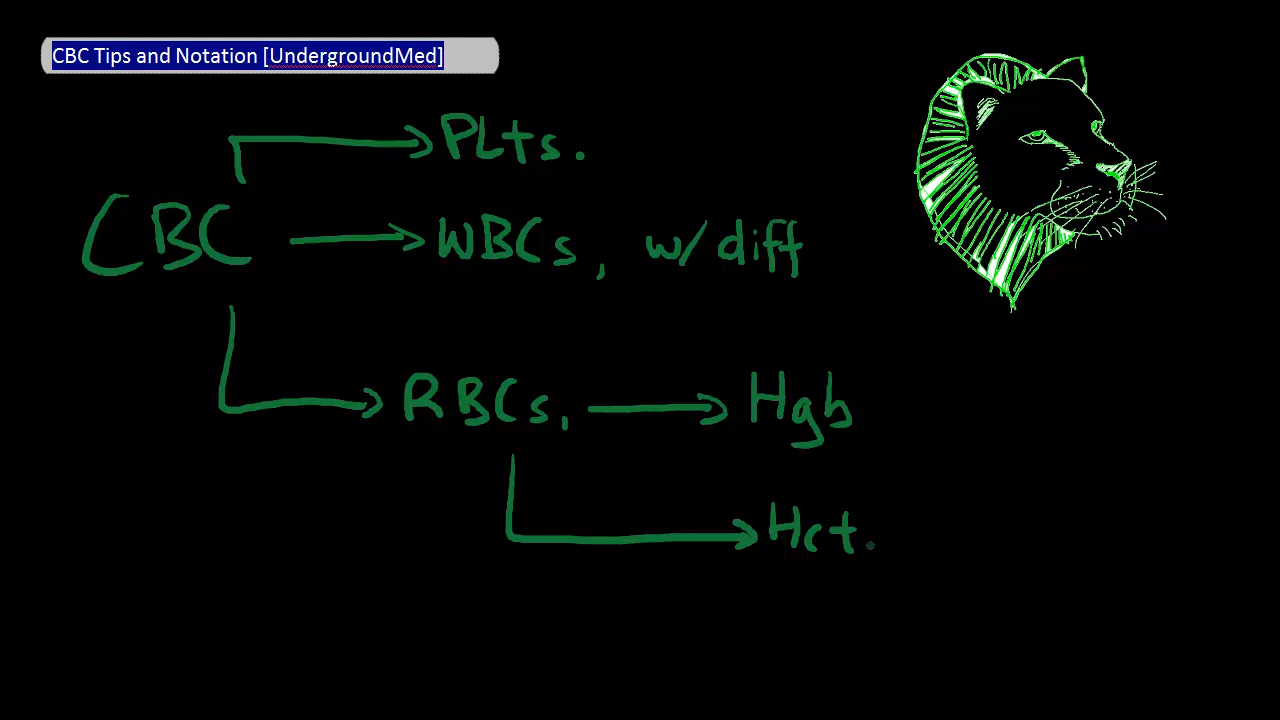 CBC Tips and Notation [UndergroundMed]
PLts.
CBC WBCs, w/diff
RBCs, Hgb
Hct.